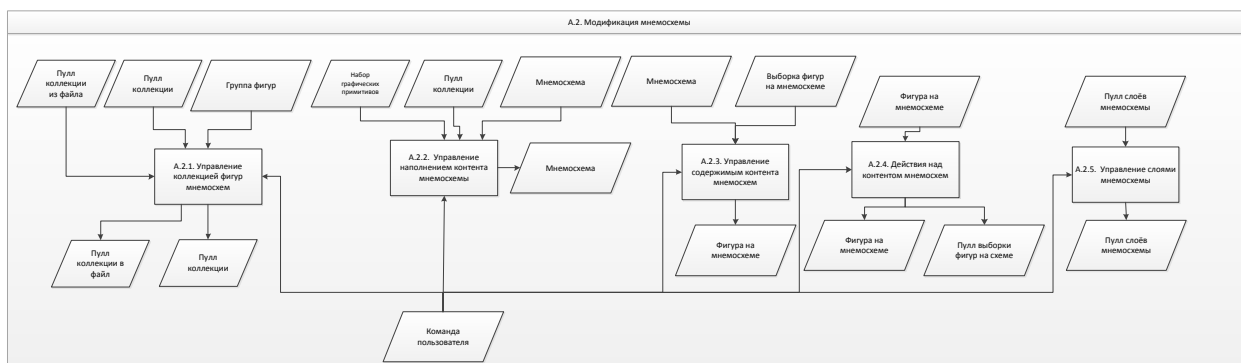 А.2. Модификация мнемосхемы
Пулл
коллекции
из файла
Пулл
коллекции
Группа фигур
Набор
графических
примитивов
Пулл
коллекции
Мнемосхема
Мнемосхема
Выборка фигур
на мнемосхеме
Фигура на
мнемосхеме
Пулл слоёв
мнемосхемы
А.2.1. Управление
коллекцией фигур
мнемосхем
А.2.2. Управление
наполнением контента
мнемосхемы
Мнемосхема
А.2.3. Управление
содержимым контента
мнемосхем
А.2.4. Действия над
контентом мнемосхем
А.2.5. Управление слоями
мнемосхемы
Пулл
коллекции в
файл
Пулл
коллекции
Фигура на
мнемосхеме
Фигура на
мнемосхеме
Пулл выборки
фигур на схеме
Пулл слоёв
мнемосхемы
Команда
пользователя